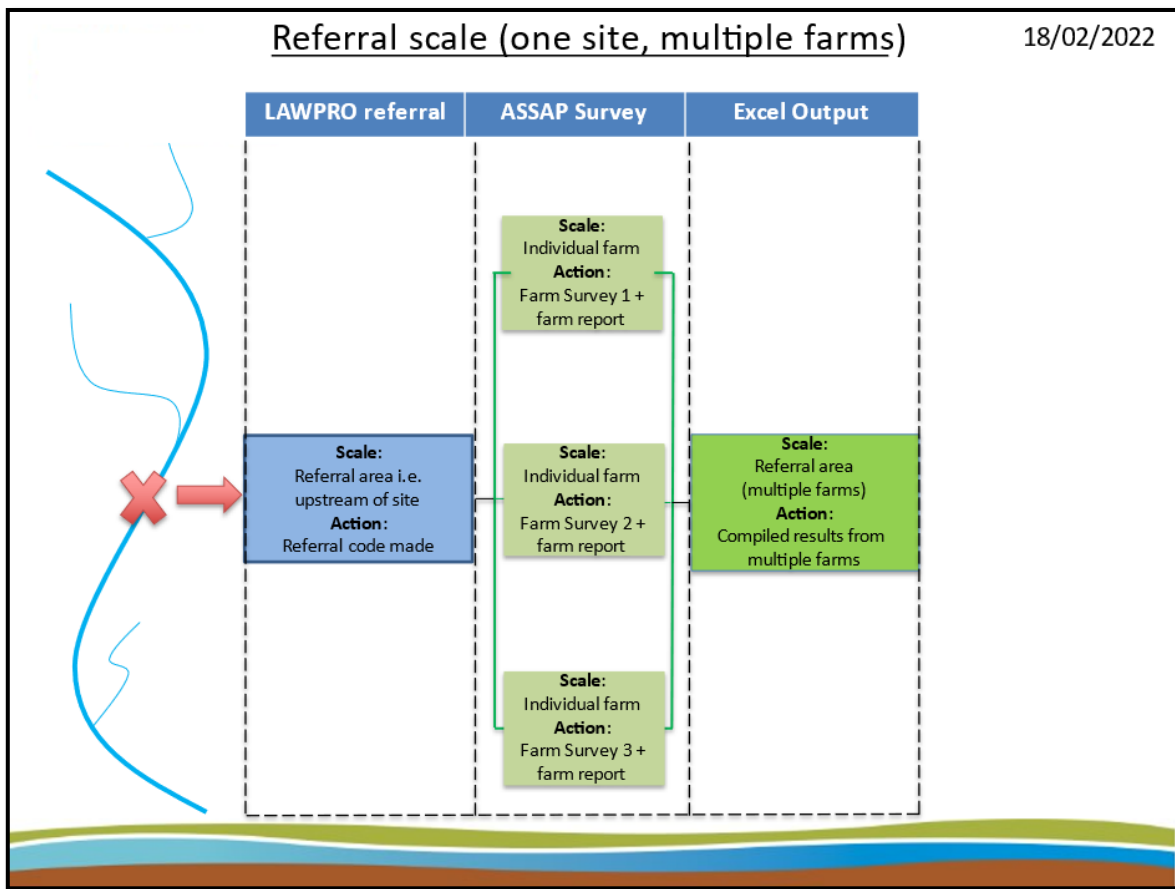 Referral scale (one site, multiple farms)
18/02/2022
LAWPRO referral
ASSAP Survey
Excel Output
Scale:
Referral area i.e.
upstream of site
Action:
Referral code made
Scale:
Individual farm
Action:
Farm Survey 1 +
farm report
Scale:
Individual farm
Action:
Farm Survey 2 +
farm report
Scale:
Individual farm
Action:
Farm Survey 3 +
farm report
Scale:
Referral area
(multiple farms)
Action:
Compiled results from
multiple farms